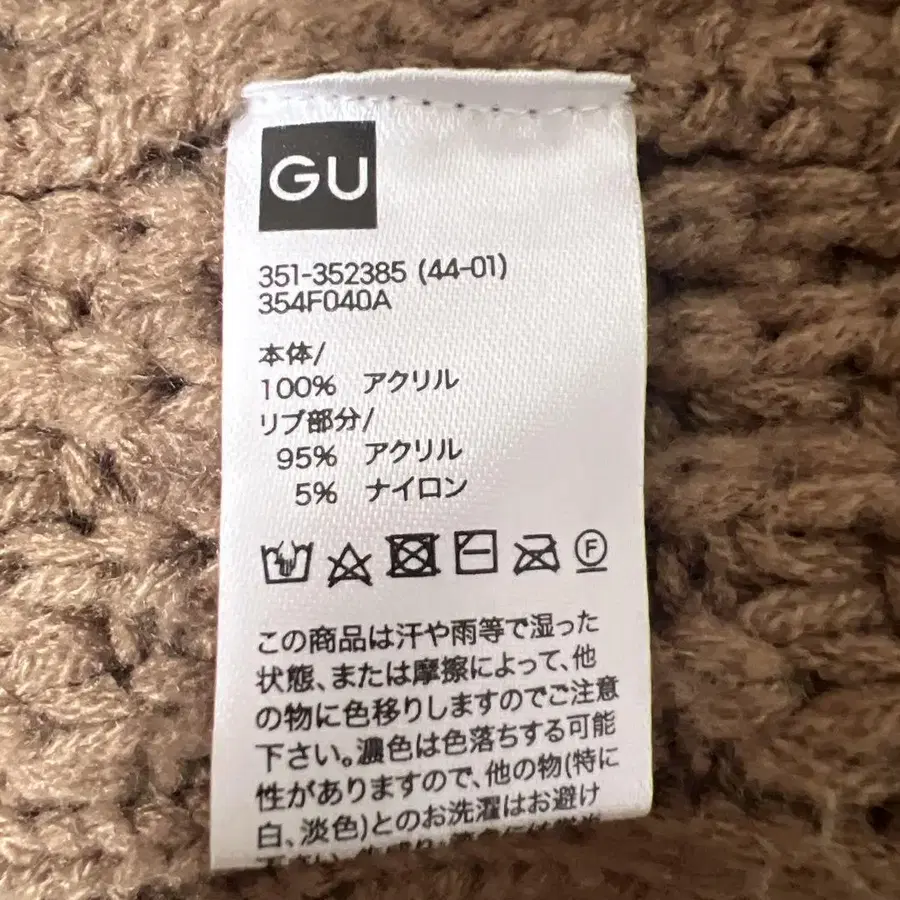 GU
351-352385 (44-01)
354F040A
本体/
100% アクリル
リブ部分/
95% アクリル
5% ナイロン
F
この商品は汗や雨等で湿った
状態、または摩擦によって、他
の物に色移りしますのでご注意
下さい。濃色は色落ちする可能
性がありますので、他の物(特に
白、淡色)とのお洗濯はお避け
下さい。